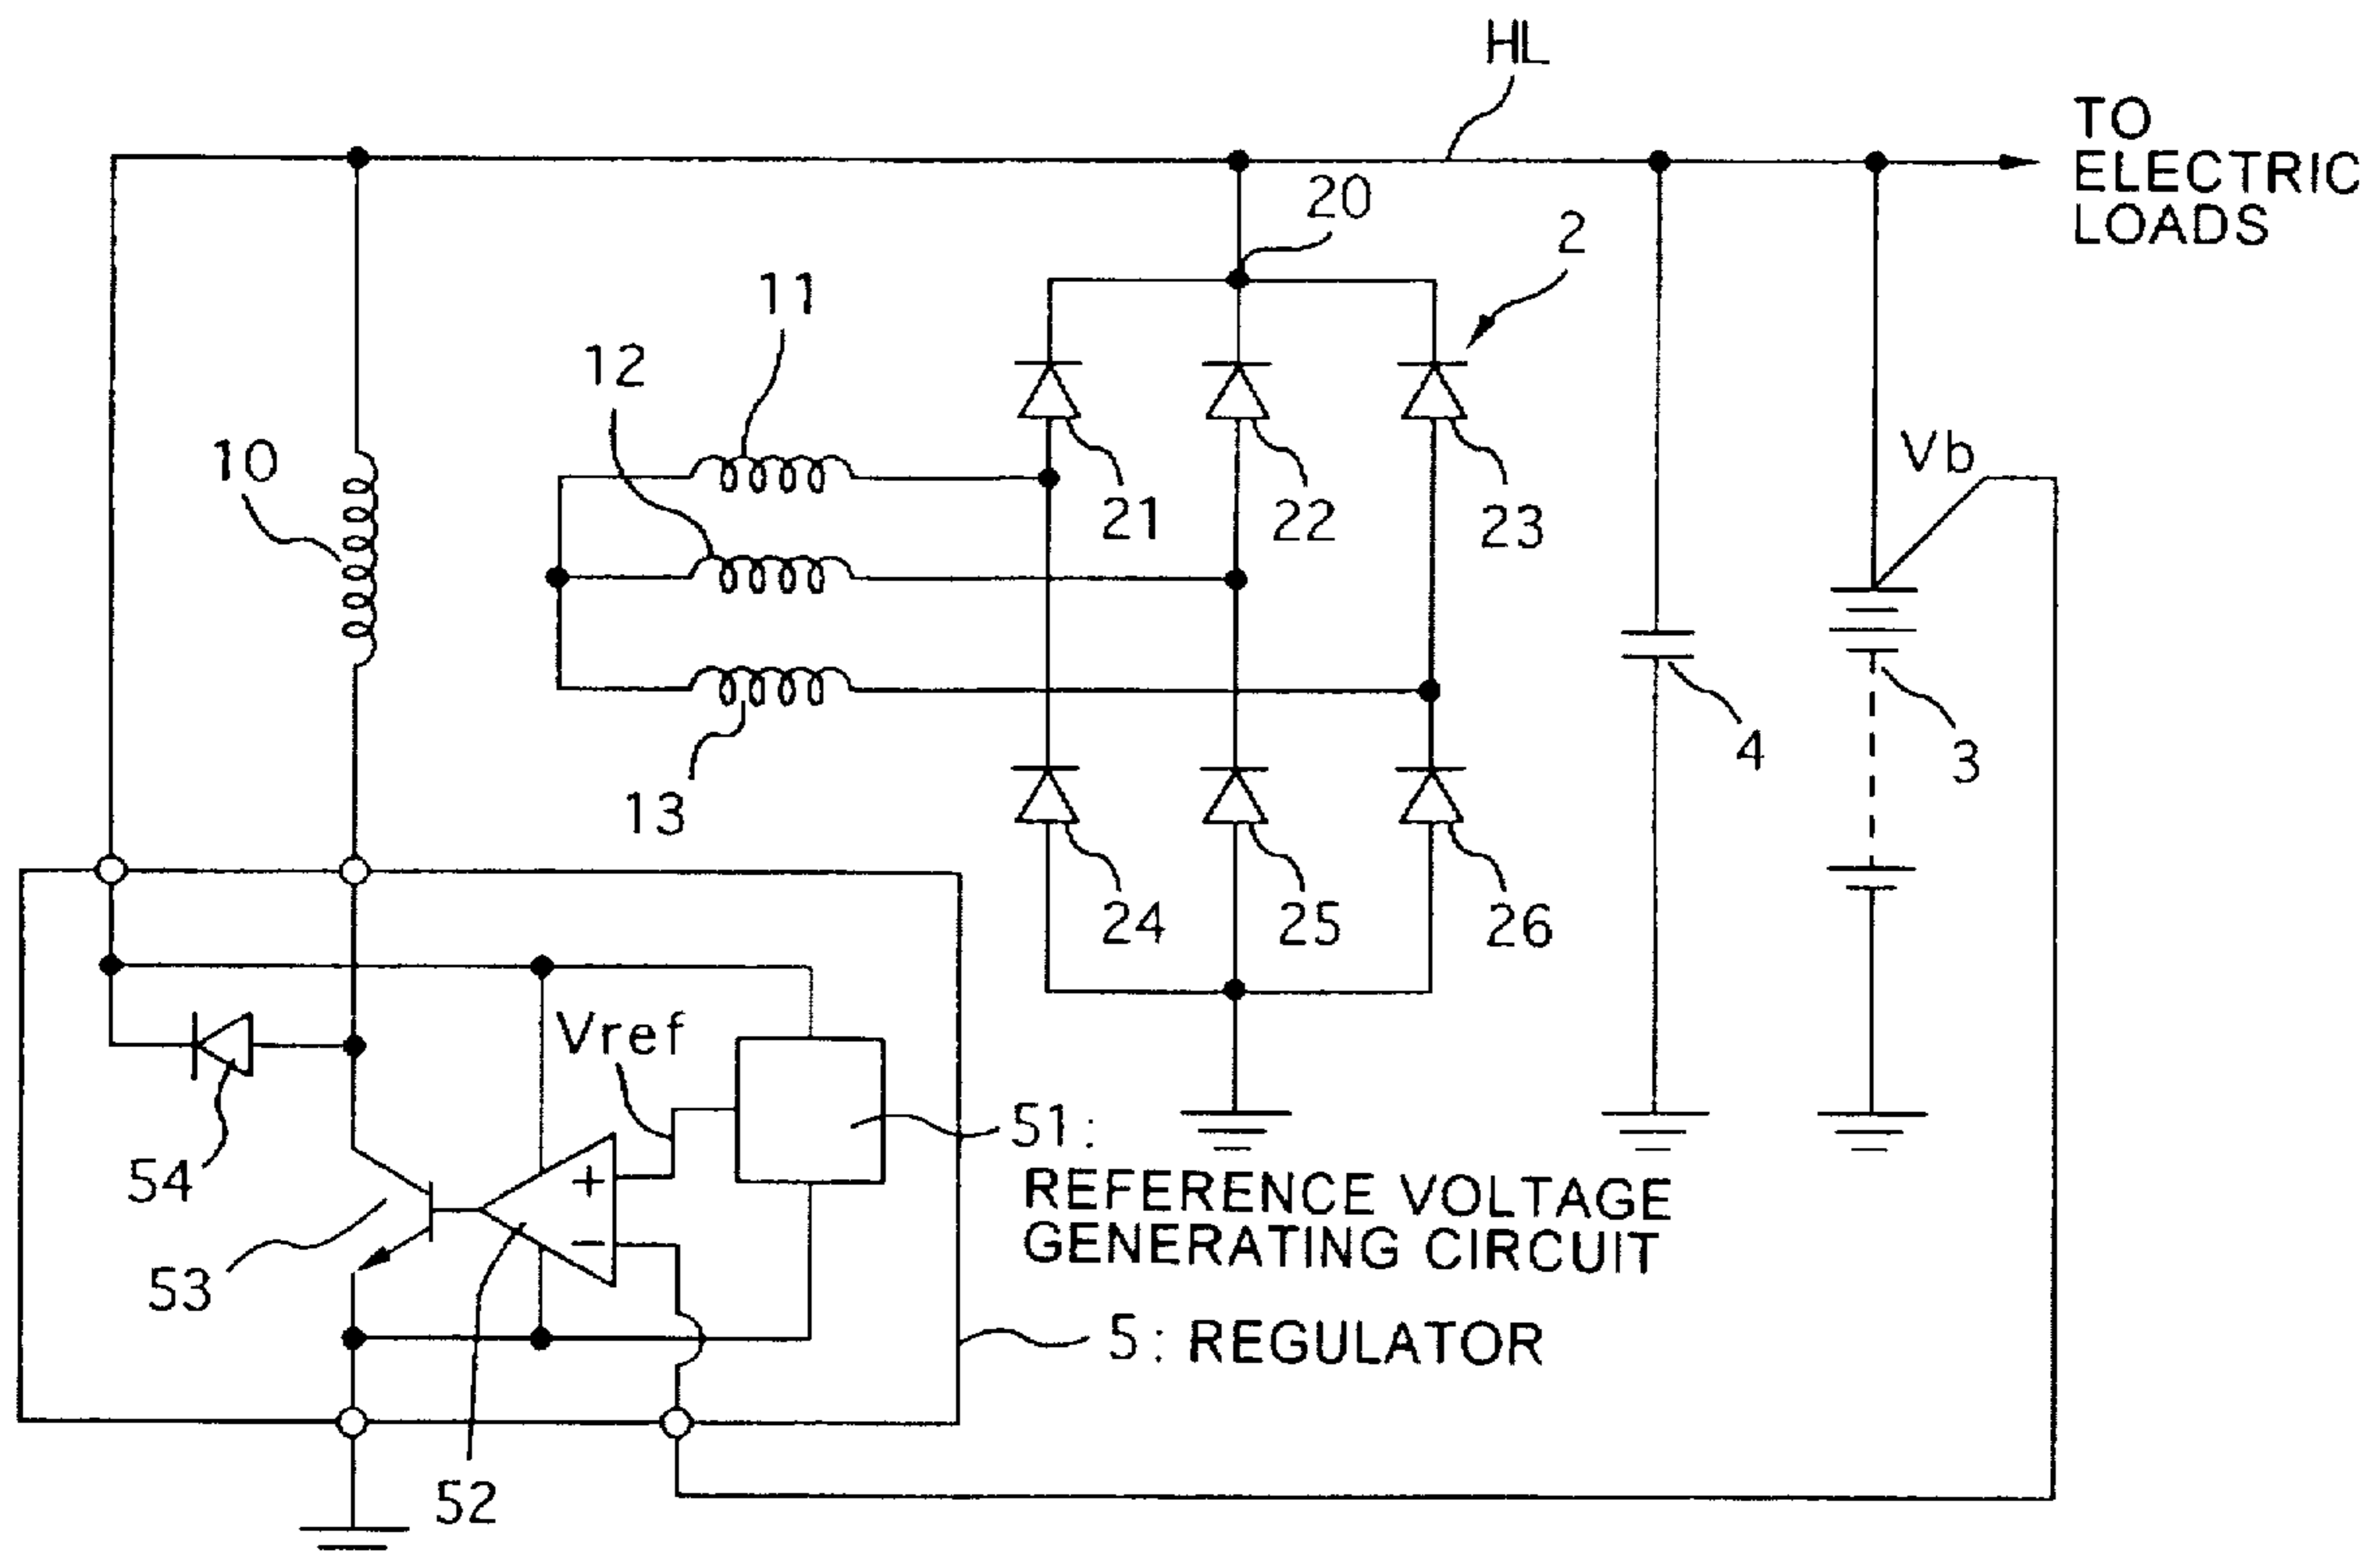 HL
TO
ELECTRIC
LOADS
20
2
11
12
10
21
22
23
Vb
13
4
3
24
25
26
Vref
54
+
51:
REFERENCE VOLTAGE
GENERATING CIRCUIT
−
53
5: REGULATOR
52